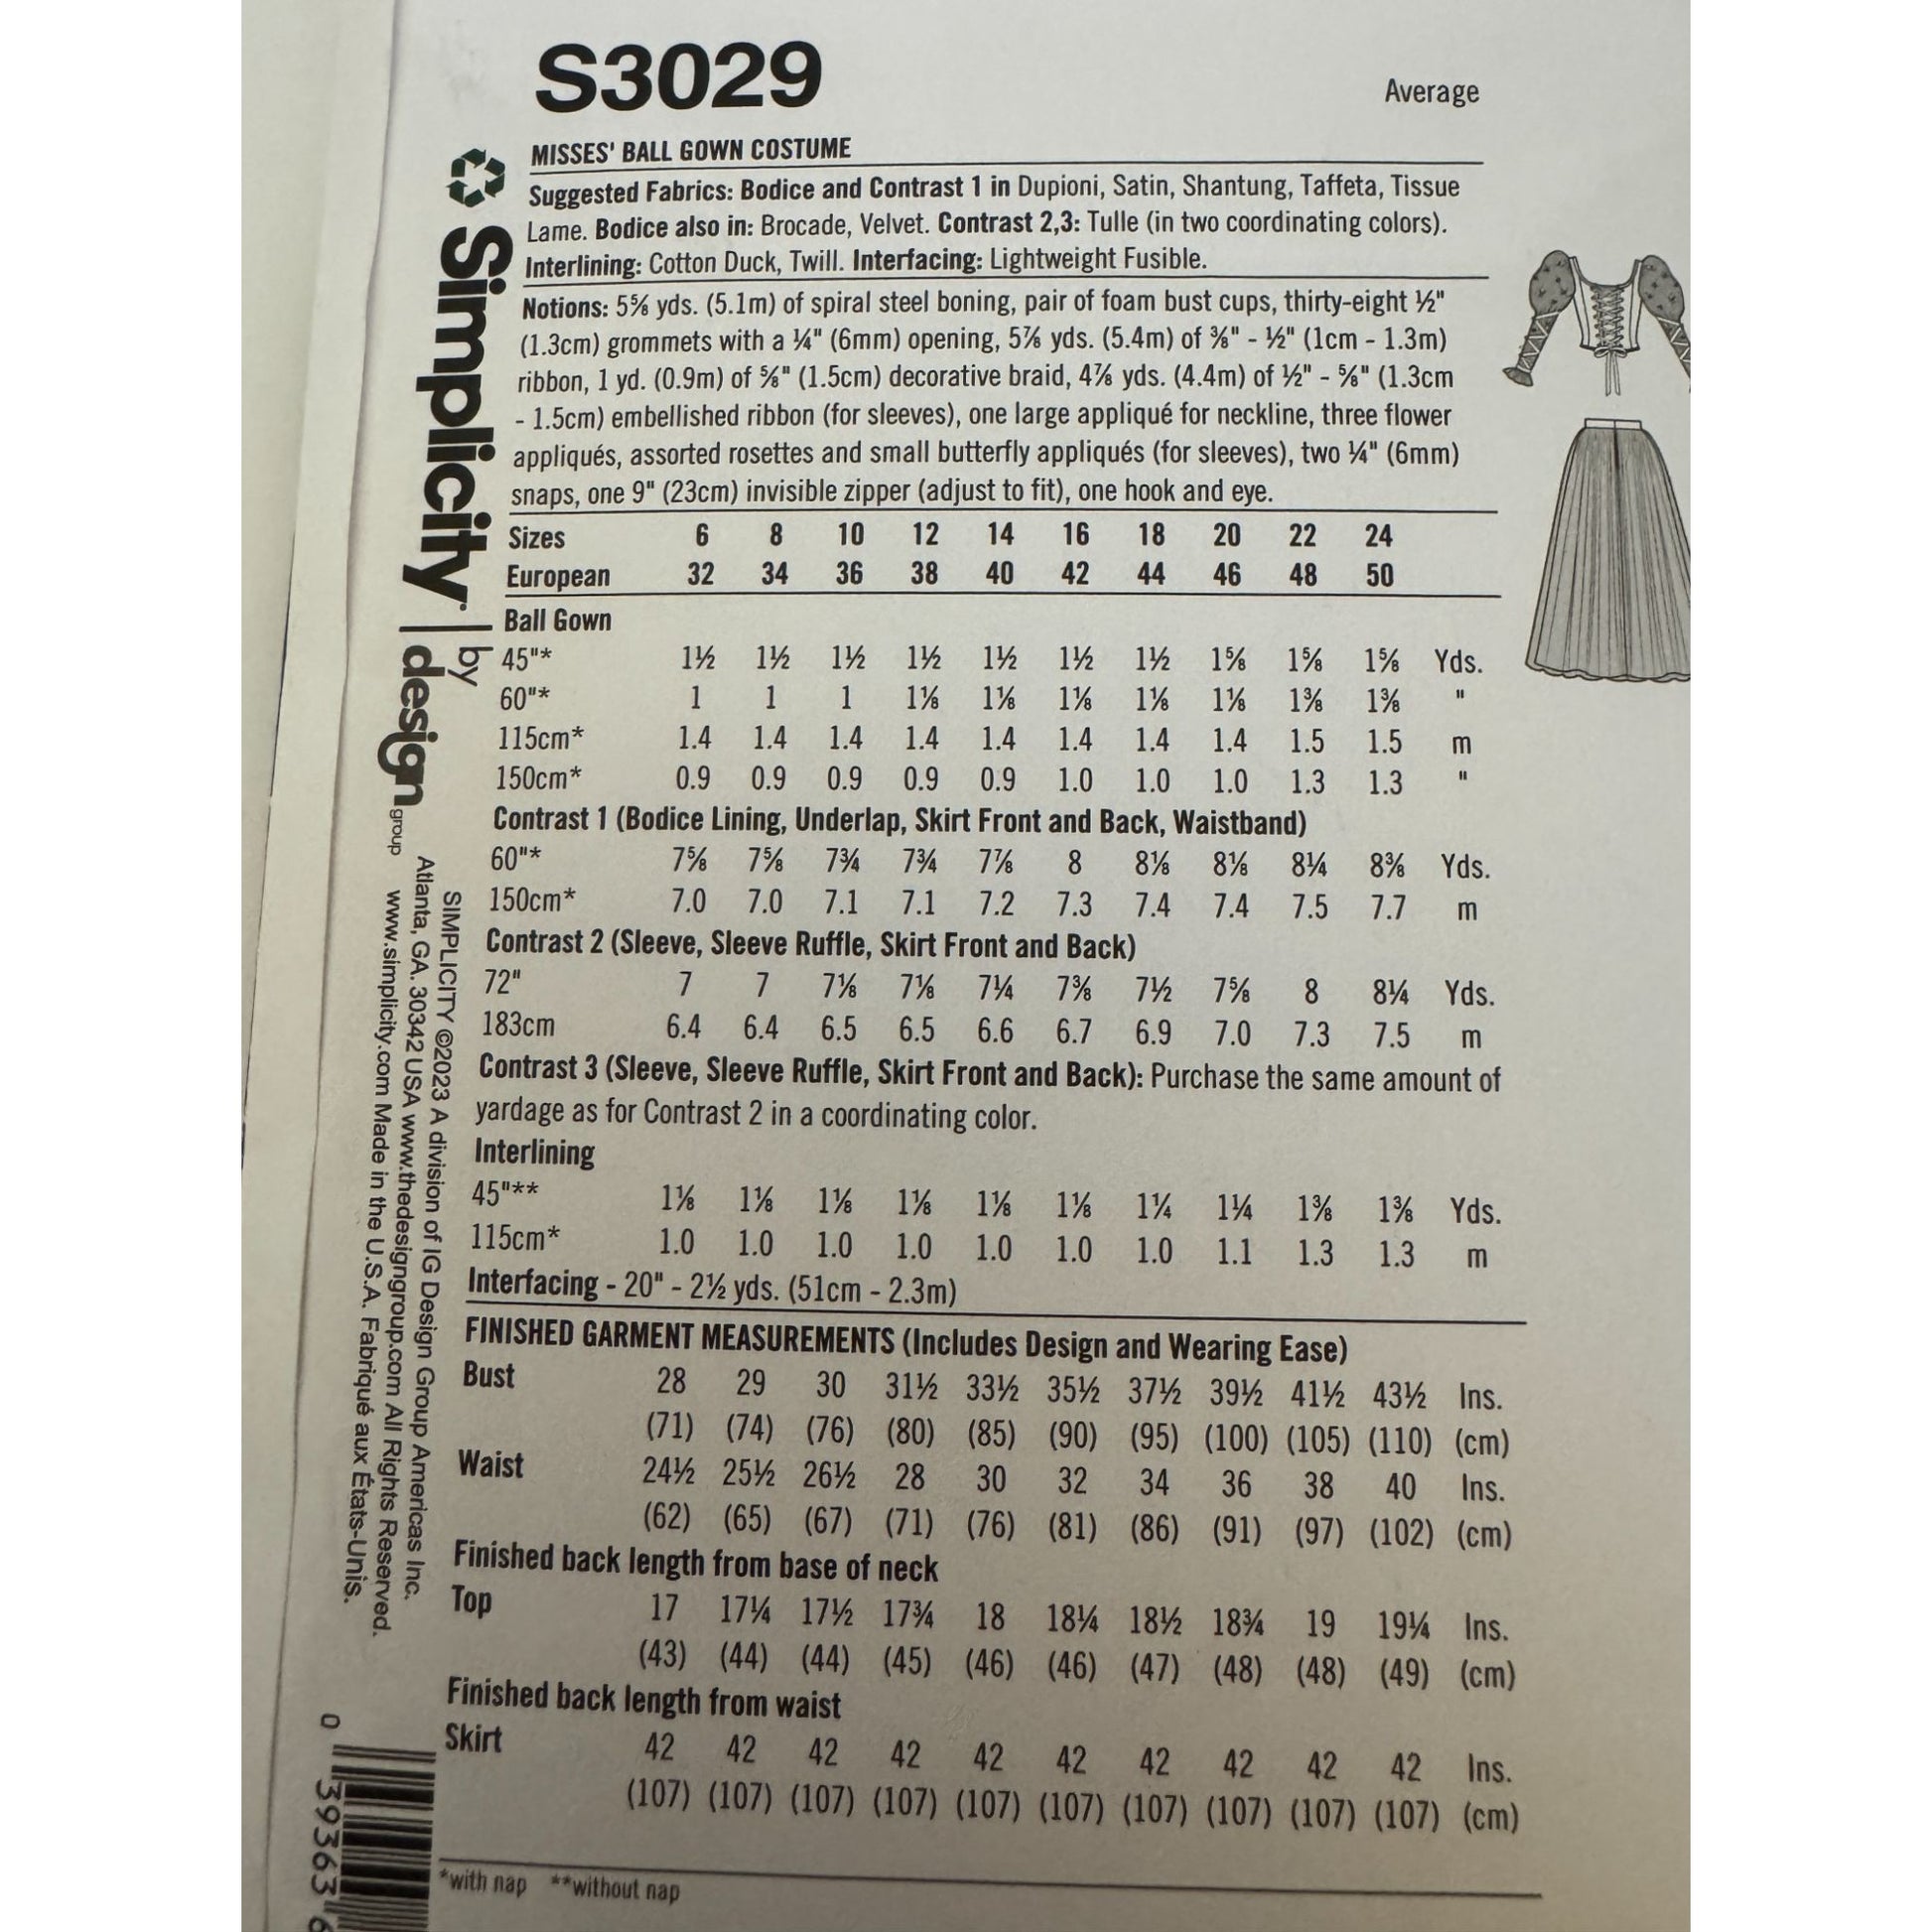 S3029
Average
MISSES' BALL GOWN COSTUME
Suggested Fabrics: Bodice and Contrast 1 in Dupioni, Satin, Shantung, Taffeta, Tissue
Lame. Bodice also in: Brocade, Velvet. Contrast 2,3: Tulle (in two coordinating colors).
Interlining: Cotton Duck, Twill. Interfacing: Lightweight Fusible.
Notions: 5⅝ yds. (5.1m) of spiral steel boning, pair of foam bust cups, thirty-eight ½"
(1.3cm) grommets with a ¼" (6mm) opening, 5⅞ yds. (5.4m) of ⅜" - ½" (1cm - 1.3m)
ribbon, 1 yd. (0.9m) of ⅝" (1.5cm) decorative braid, 4⅞ yds. (4.4m) of ½" - ⅝" (1.3cm
- 1.5cm) embellished ribbon (for sleeves), one large appliqué for neckline, three flower
appliqués, assorted rosettes and small butterfly appliqués (for sleeves), two ¼" (6mm)
snaps, one 9" (23cm) invisible zipper (adjust to fit), one hook and eye.
Sizes 6 8 10 12 14 16 18 20 22 24
European 32 34 36 38 40 42 44 46 48 50
Ball Gown
45"* 1½ 1½ 1½ 1½ 1½ 1½ 1½ 1⅝ 1⅝ 1⅝ Yds.
60"* 1 1 1 1⅛ 1⅛ 1⅛ 1⅛ 1⅛ 1⅜ 1⅜ "
115cm* 1.4 1.4 1.4 1.4 1.4 1.4 1.4 1.4 1.5 1.5 m
150cm* 0.9 0.9 0.9 0.9 0.9 1.0 1.0 1.0 1.3 1.3 "
Contrast 1 (Bodice Lining, Underlap, Skirt Front and Back, Waistband)
60"* 7⅝ 7⅝ 7¾ 7¾ 7⅞ 8 8⅛ 8⅛ 8¼ 8⅜ Yds.
150cm* 7.0 7.0 7.1 7.1 7.2 7.3 7.4 7.4 7.5 7.7 m
Contrast 2 (Sleeve, Sleeve Ruffle, Skirt Front and Back)
72" 7 7 7⅛ 7⅛ 7¼ 7⅜ 7½ 7⅝ 8 8¼ Yds.
183cm 6.4 6.4 6.5 6.5 6.6 6.7 6.9 7.0 7.3 7.5 m
Contrast 3 (Sleeve, Sleeve Ruffle, Skirt Front and Back): Purchase the same amount of
yardage as for Contrast 2 in a coordinating color.
Interlining
45"** 1⅛ 1⅛ 1⅛ 1⅛ 1⅛ 1⅛ 1¼ 1¼ 1⅜ 1⅜ Yds.
115cm* 1.0 1.0 1.0 1.0 1.0 1.0 1.0 1.1 1.3 1.3 m
Interfacing - 20" - 2½ yds. (51cm - 2.3m)
FINISHED GARMENT MEASUREMENTS (Includes Design and Wearing Ease)
Bust 28 29 30 31½ 33½ 35½ 37½ 39½ 41½ 43½ Ins.
(71) (74) (76) (80) (85) (90) (95) (100) (105) (110) (cm)
Waist 24½ 25½ 26½ 28 30 32 34 36 38 40 Ins.
(62) (65) (67) (71) (76) (81) (86) (91) (97) (102) (cm)
Finished back length from base of neck
Top 17 17¼ 17½ 17¾ 18 18¼ 18½ 18¾ 19 19¼ Ins.
(43) (44) (44) (45) (46) (46) (47) (48) (48) (49) (cm)
Finished back length from waist
Skirt 42 42 42 42 42 42 42 42 42 42 Ins.
(107) (107) (107) (107) (107) (107) (107) (107) (107) (107) (cm)
*with nap **without nap
Simplicity by design group
SIMPLICITY ©2023 A division of IG Design Group Americas Inc.
Atlanta, GA. 30342 USA www.thedesigngroup.com All Rights Reserved.
www.simplicity.com Made in the U.S.A. Fabriqué aux États-Unis.
0 39363 6